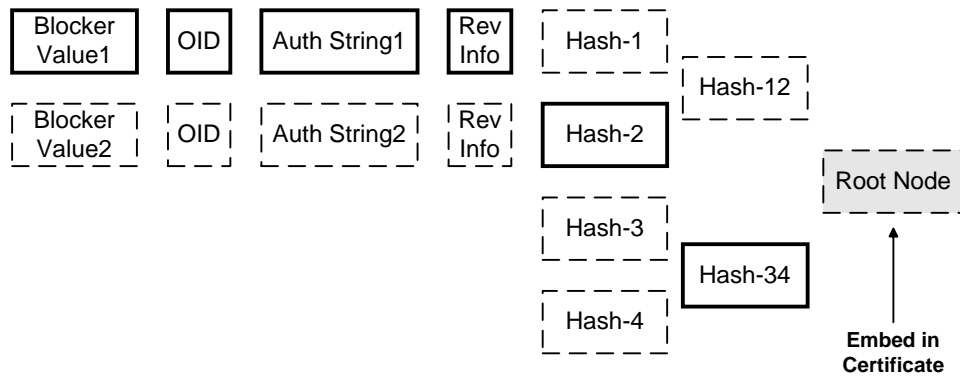 Blocker
Value1
OID
Auth String1
Rev
Info
Hash-1
Hash-12
Blocker
Value2
OID
Auth String2
Rev
Info
Hash-2
Root Node
Hash-3
Hash-34
Hash-4
Embed in
Certificate